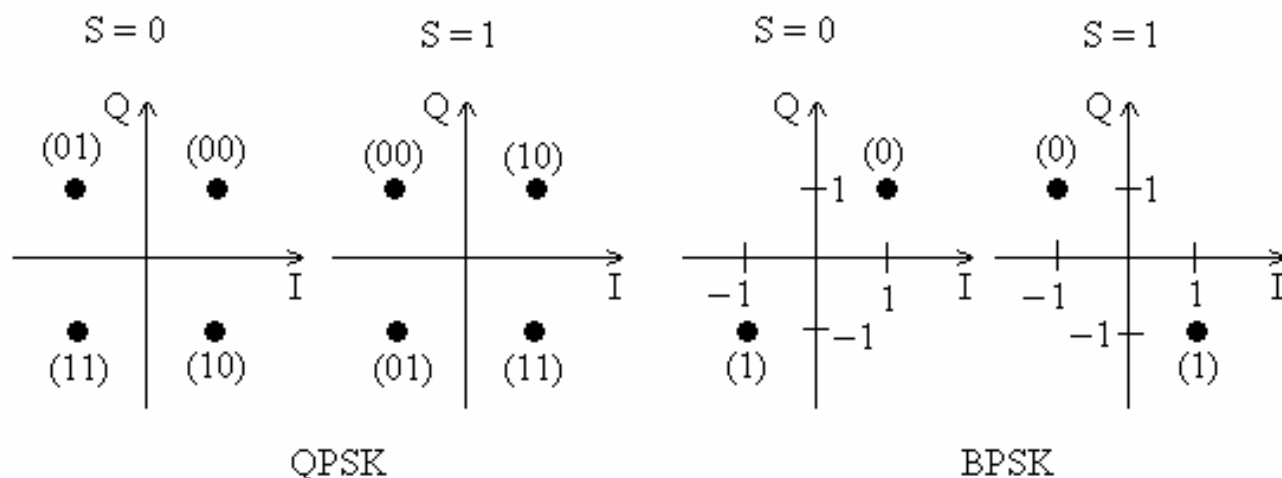 S = 0 S = 1 S = 0 S = 1
Q Q Q Q
(01) (00) (00) (10) (0) (0)
1 1
I I I I
−1 1 −1 1
−1 −1
(11) (10) (01) (11) (1) (1)
QPSK BPSK